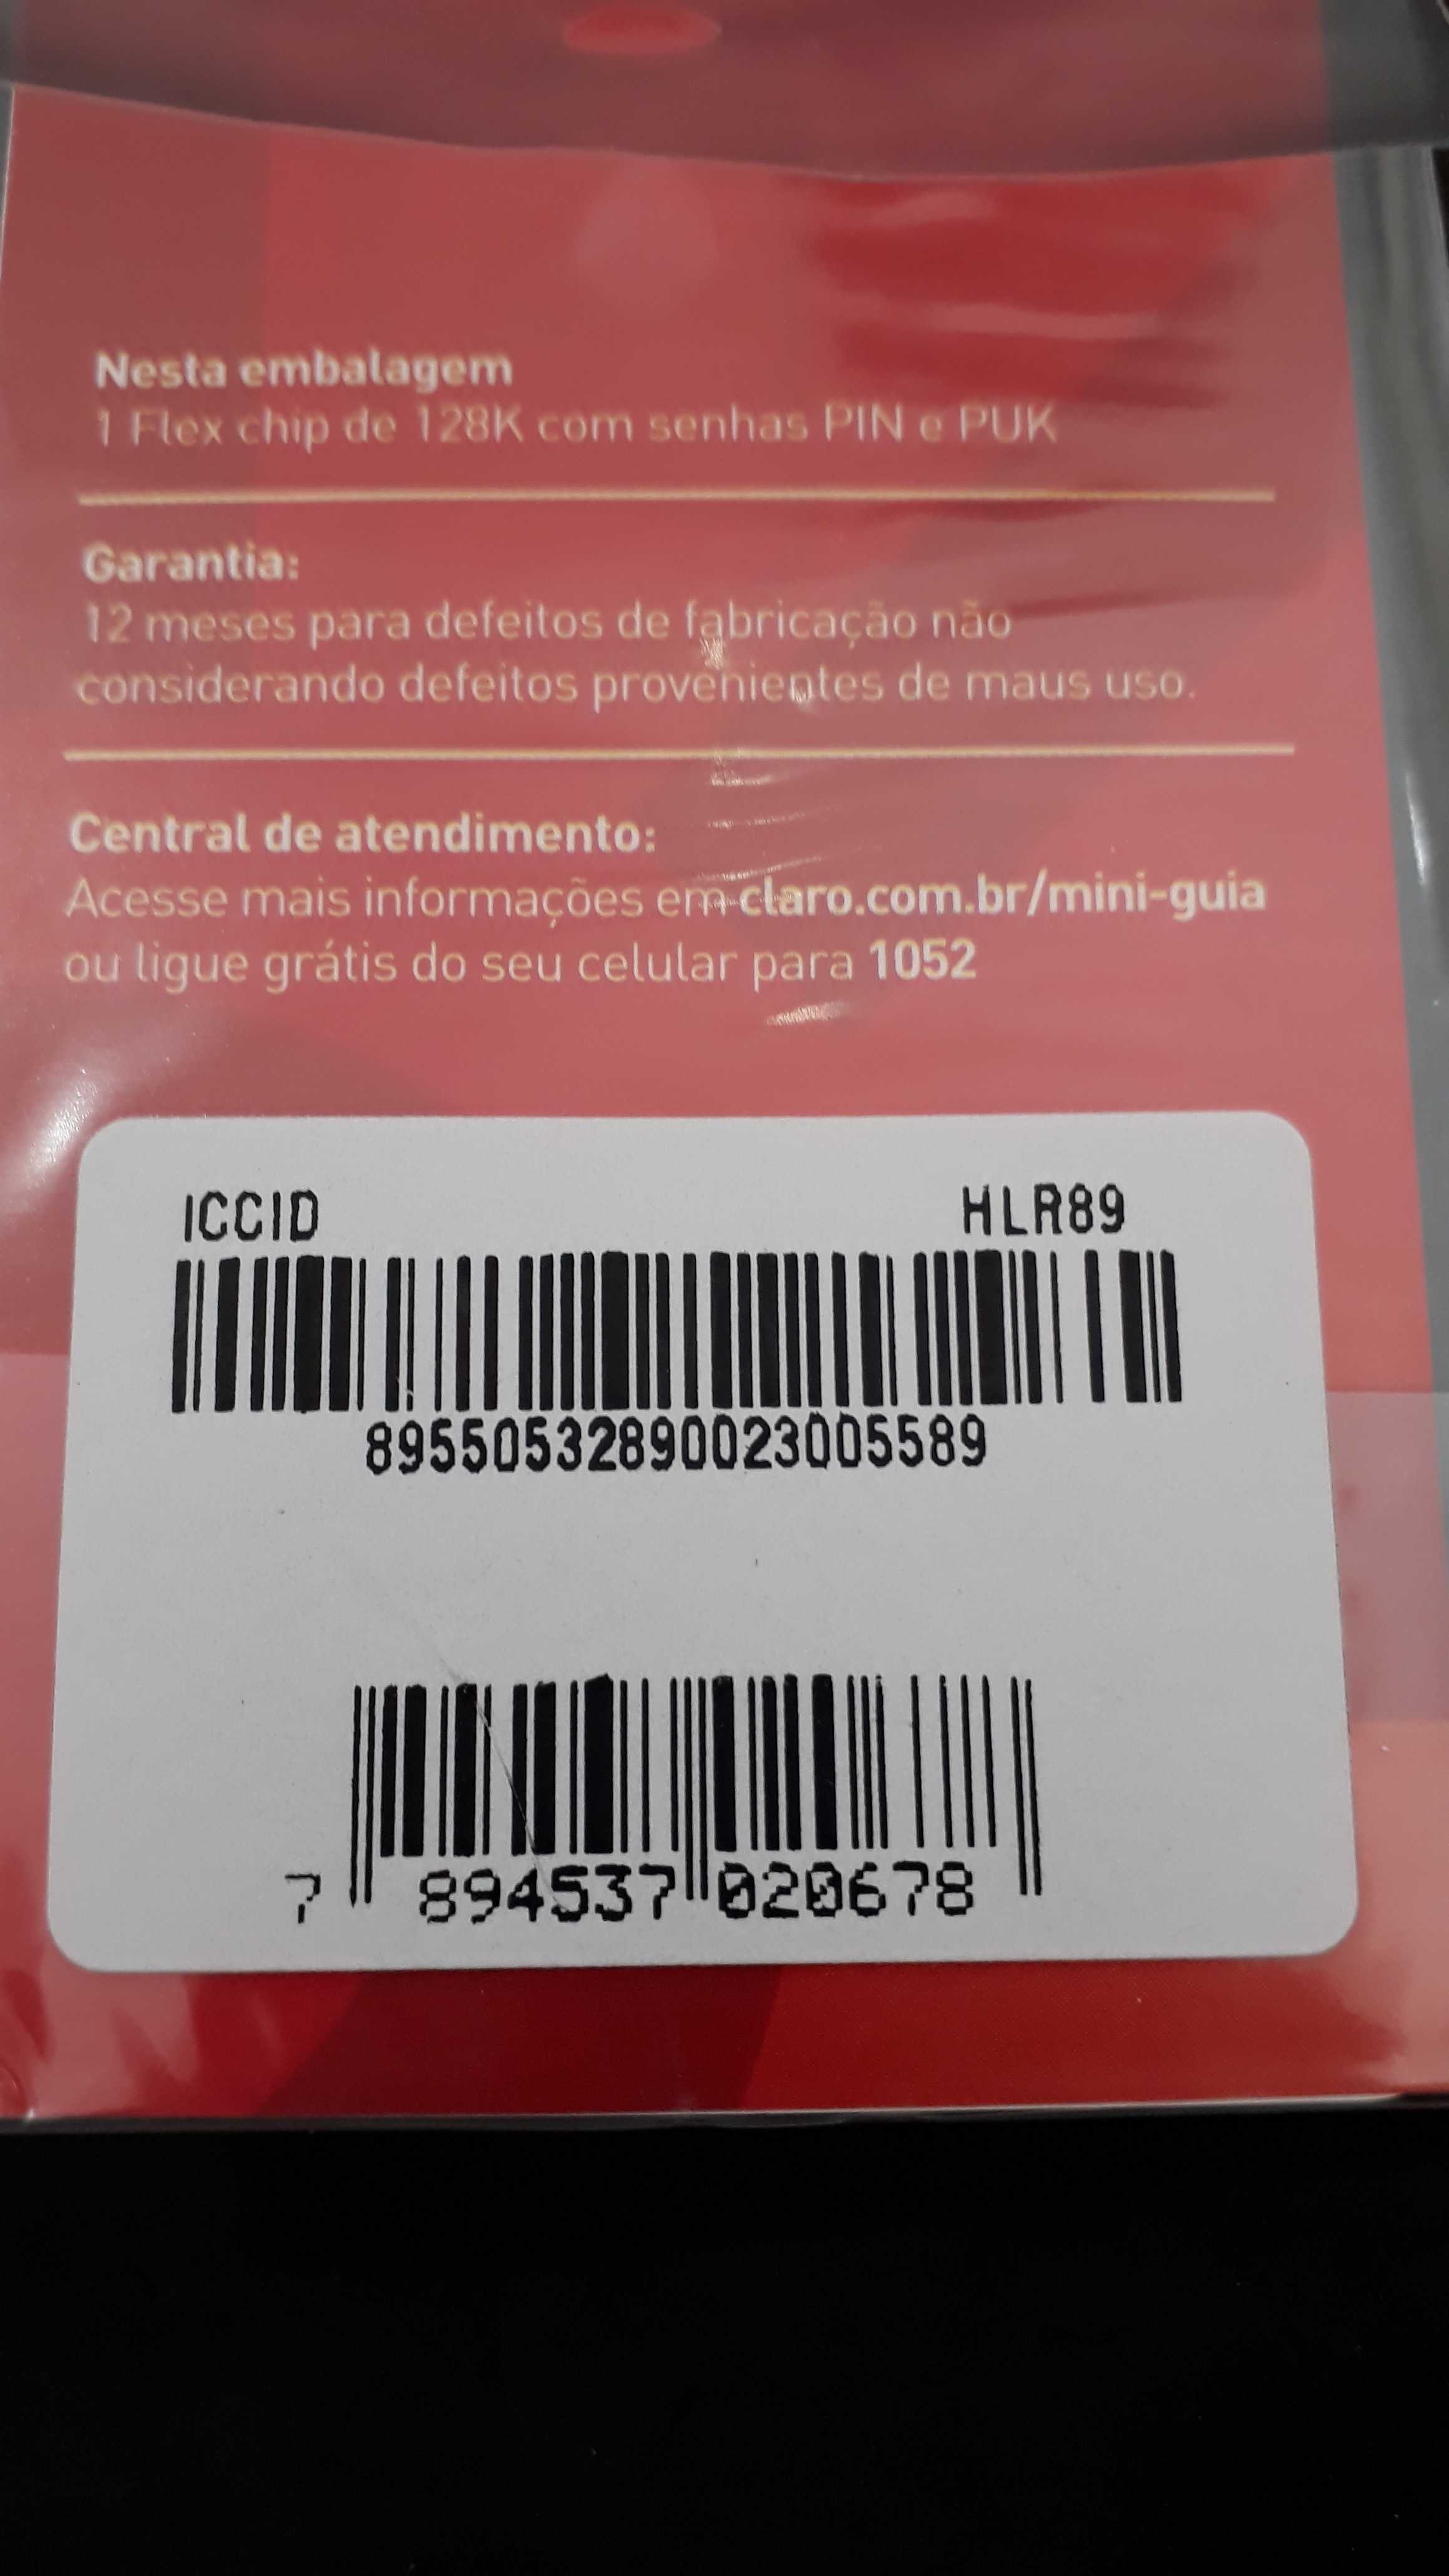 Nesta embalagem
1 Flex chip de 128K com senhas PIN e PUK
Garantia:
12 meses para defeitos de fabricação não
considerando defeitos provenientes de maus uso.
Central de atendimento:
Acesse mais informações em claro.com.br/mini-guia
ou ligue grátis do seu celular para 1052
ICCID HLR89
89550532890023005589
7 894537 020678